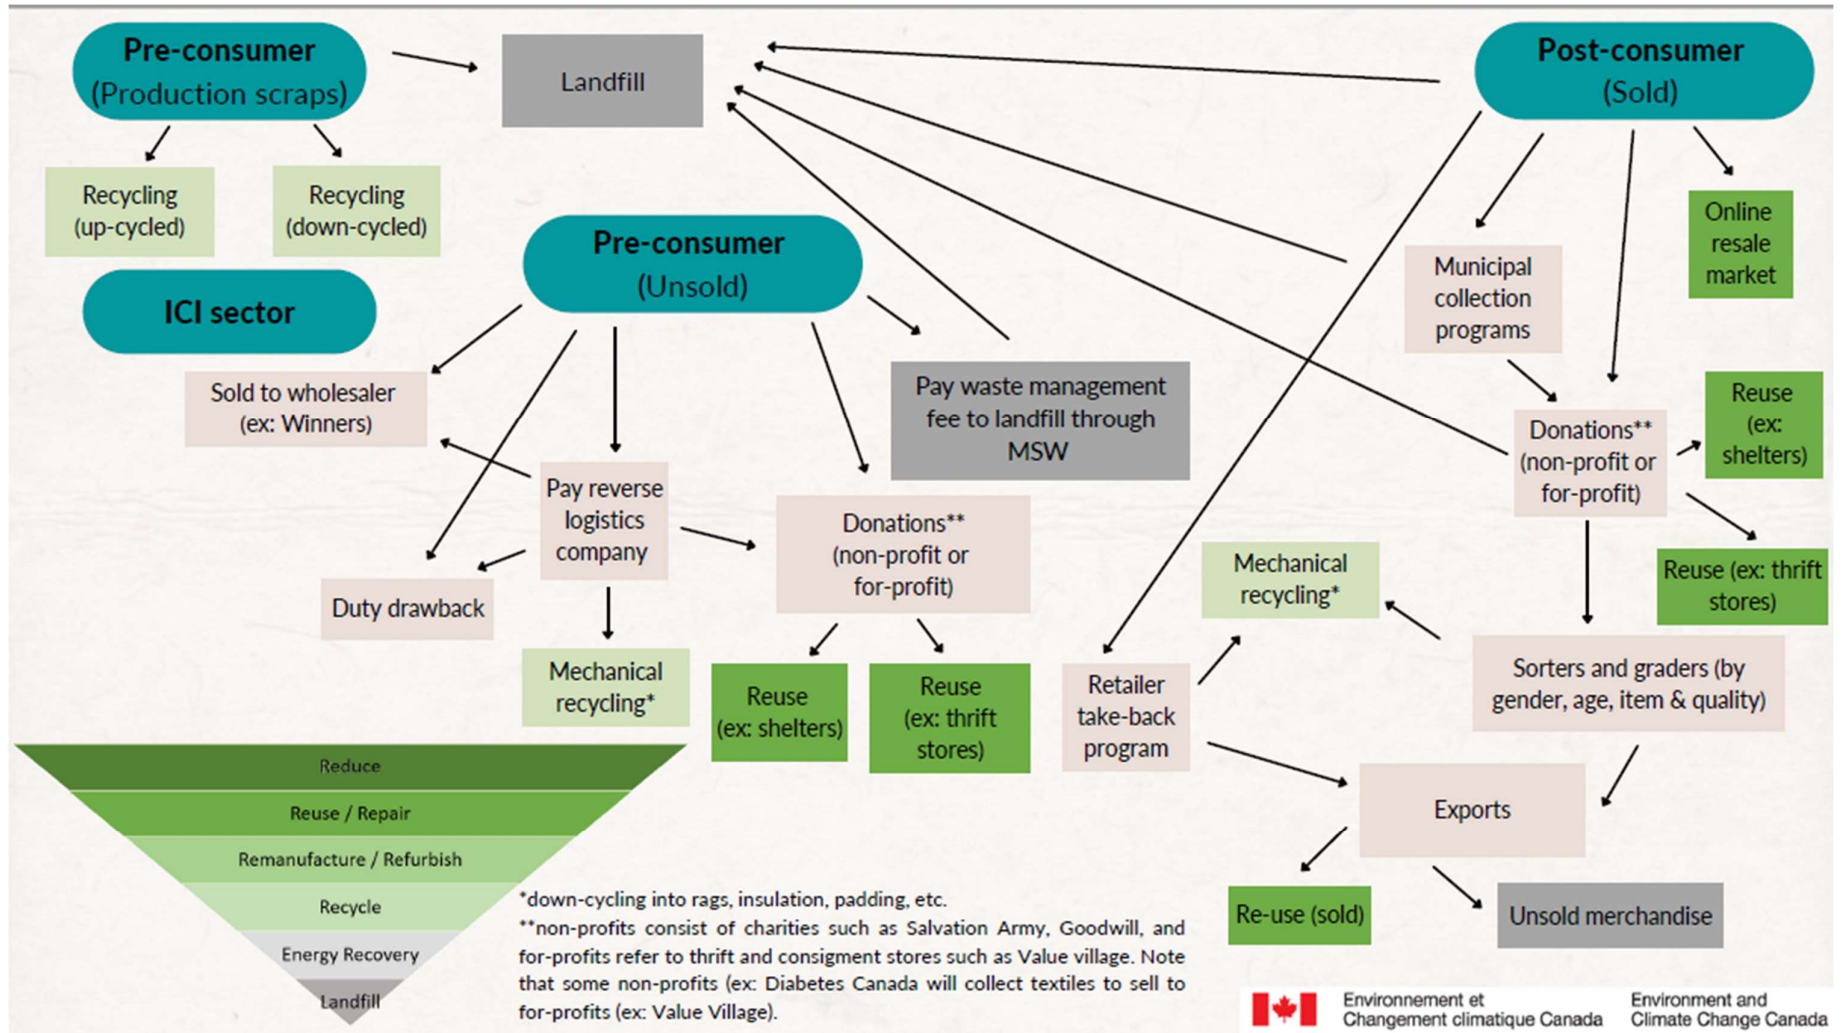 Pre-consumer
(Production scraps)
Landfill
Post-consumer
(Sold)
Recycling
(up-cycled)
Recycling
(down-cycled)
Online
resale
market
Pre-consumer
(Unsold)
ICI sector
Municipal
collection
programs
Sold to wholesaler
(ex: Winners)
Pay waste management
fee to landfill through
MSW
Reuse
(ex:
shelters)
Donations**
(non-profit or
for-profit)
Pay reverse
logistics
company
Donations**
(non-profit or
for-profit)
Mechanical
recycling*
Reuse (ex: thrift
stores)
Duty drawback
Mechanical
recycling*
Reuse
(ex: shelters)
Reuse
(ex: thrift
stores)
Retailer
take-back
program
Sorters and graders (by
gender, age, item & quality)
Exports
Re-use (sold)
Unsold merchandise
Reduce
Reuse / Repair
Remanufacture / Refurbish
Recycle
Energy Recovery
Landfill
*down-cycling into rags, insulation, padding, etc.
**non-profits consist of charities such as Salvation Army, Goodwill, and
for-profits refer to thrift and consigment stores such as Value village. Note
that some non-profits (ex: Diabetes Canada will collect textiles to sell to
for-profits (ex: Value Village).
Environnement et
Changement climatique Canada
Environment and
Climate Change Canada